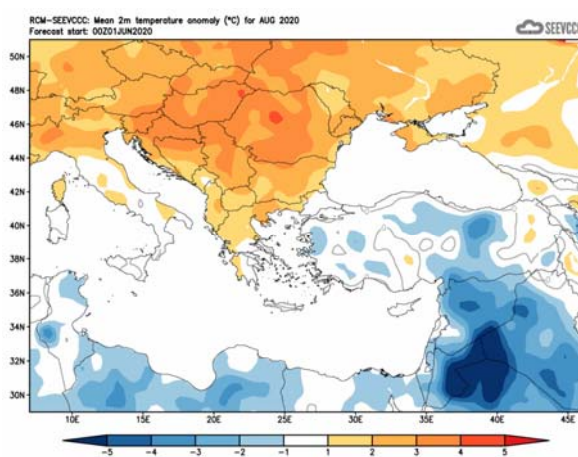 RCM-SEEVCCC: Mean 2m temperature anomaly (°C) for AUG 2020
Forecast start: 00Z01JUN2020
SEEVCCC
50N
48N
46N
44N
42N
40N
38N
36N
34N
32N
30N
10E 15E 20E 25E 30E 35E 40E 45E
-5 -4 -3 -2 -1 1 2 3 4 5